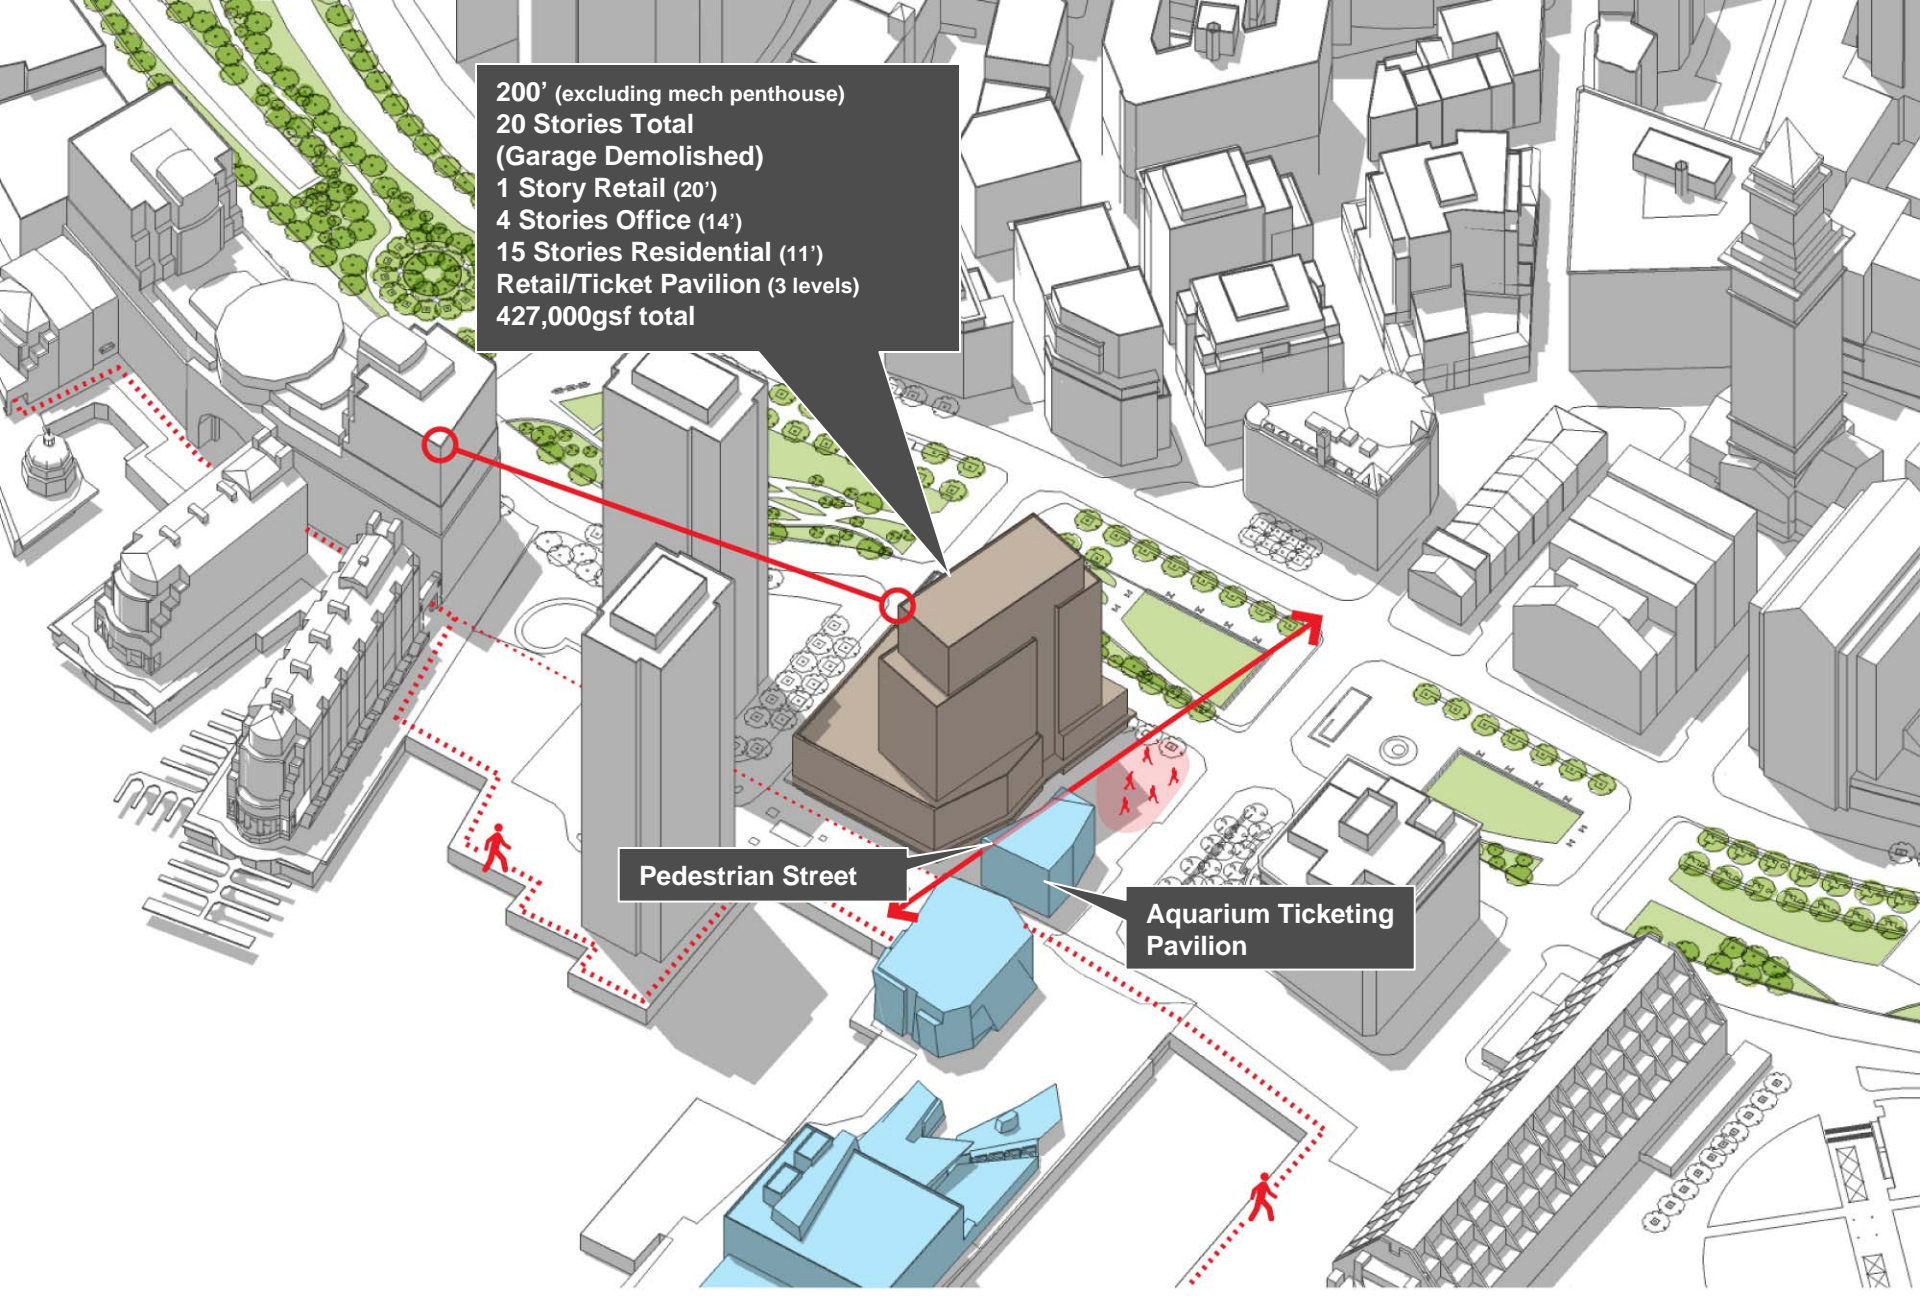 200’ (excluding mech penthouse)
20 Stories Total
(Garage Demolished)
1 Story Retail (20’)
4 Stories Office (14’)
15 Stories Residential (11’)
Retail/Ticket Pavilion (3 levels)
427,000gsf total
Pedestrian Street
Aquarium Ticketing
Pavilion